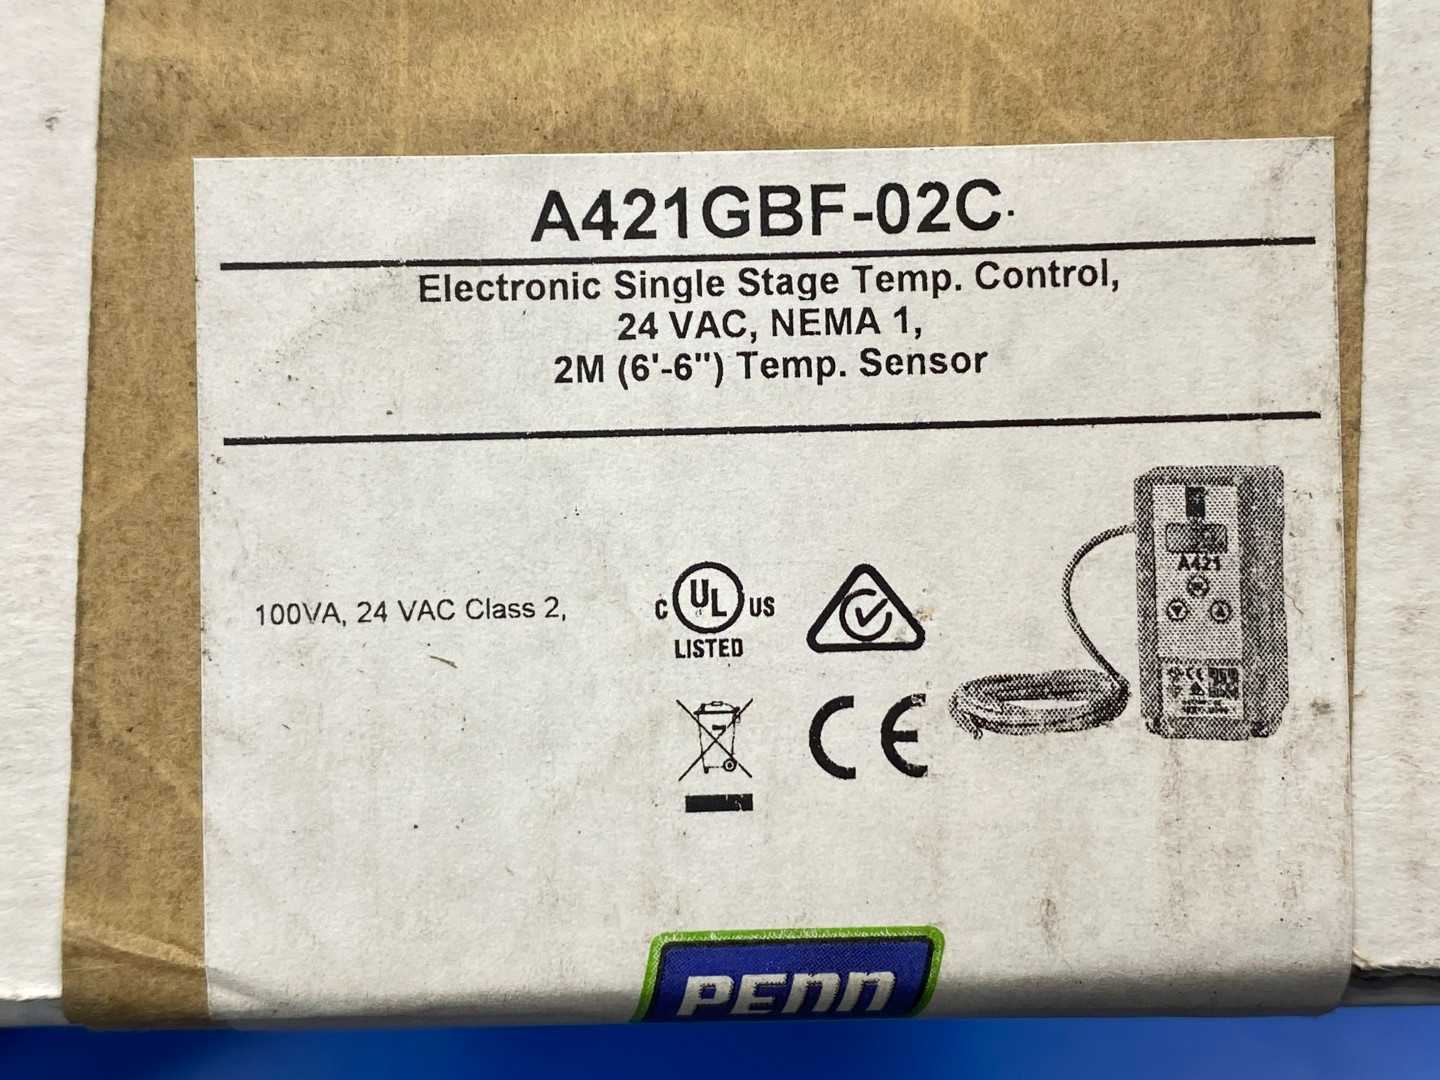 A421GBF-02C
Electronic Single Stage Temp. Control,
24 VAC, NEMA 1,
2M (6'-6") Temp. Sensor
100VA, 24 VAC Class 2,
C UL US
LISTED
CE
A421
PENN